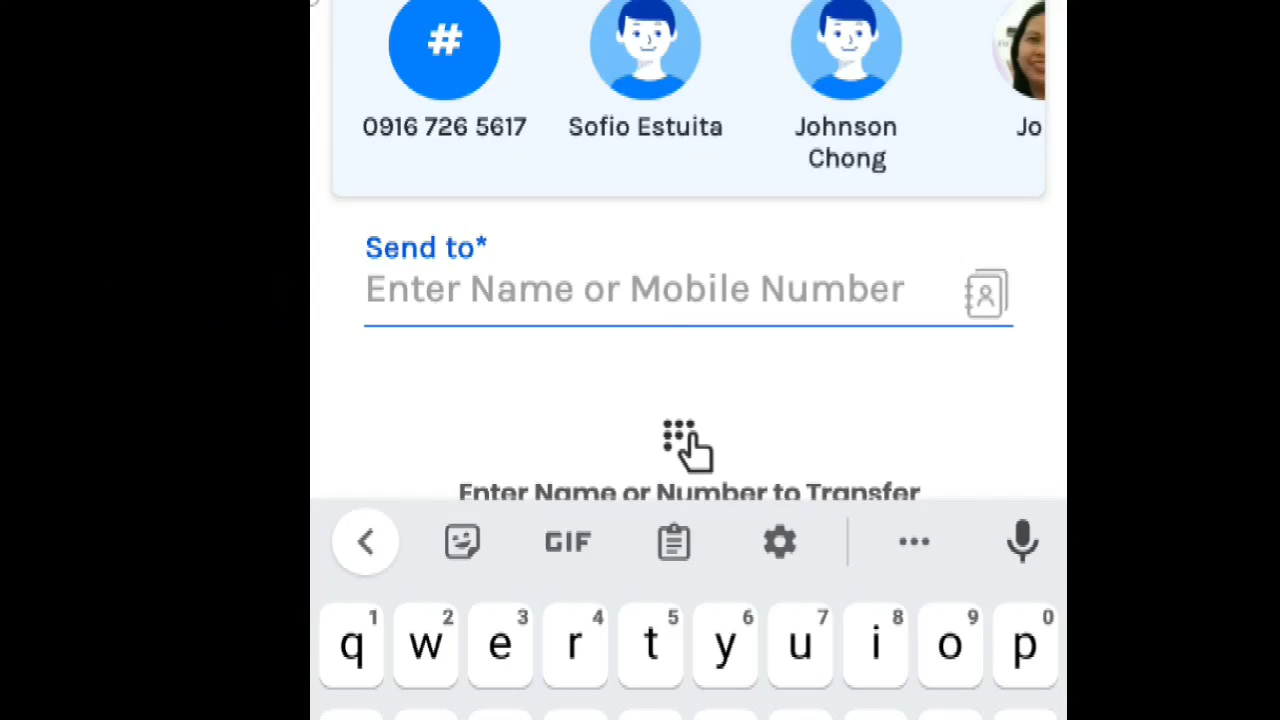 #
0916 726 5617
Sofio Estuita
Johnson
Chong
Jo
Send to*
Enter Name or Mobile Number
Enter Name or Number to Transfer
GIF
1 2 3 4 5 6 7 8 9 0
q w e r t y u i o p